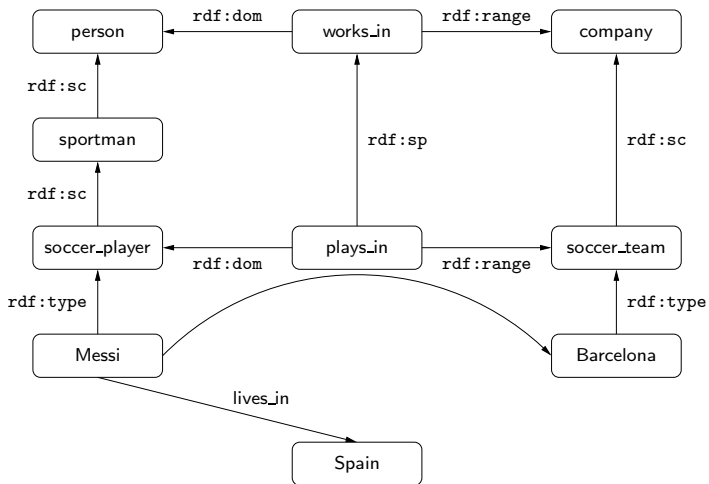 rdf:dom rdf:range
person works_in company
rdf:sc
sportman rdf:sp rdf:sc
rdf:sc
soccer_player plays_in soccer_team
rdf:dom rdf:range
rdf:type rdf:type
Messi Barcelona
lives_in
Spain